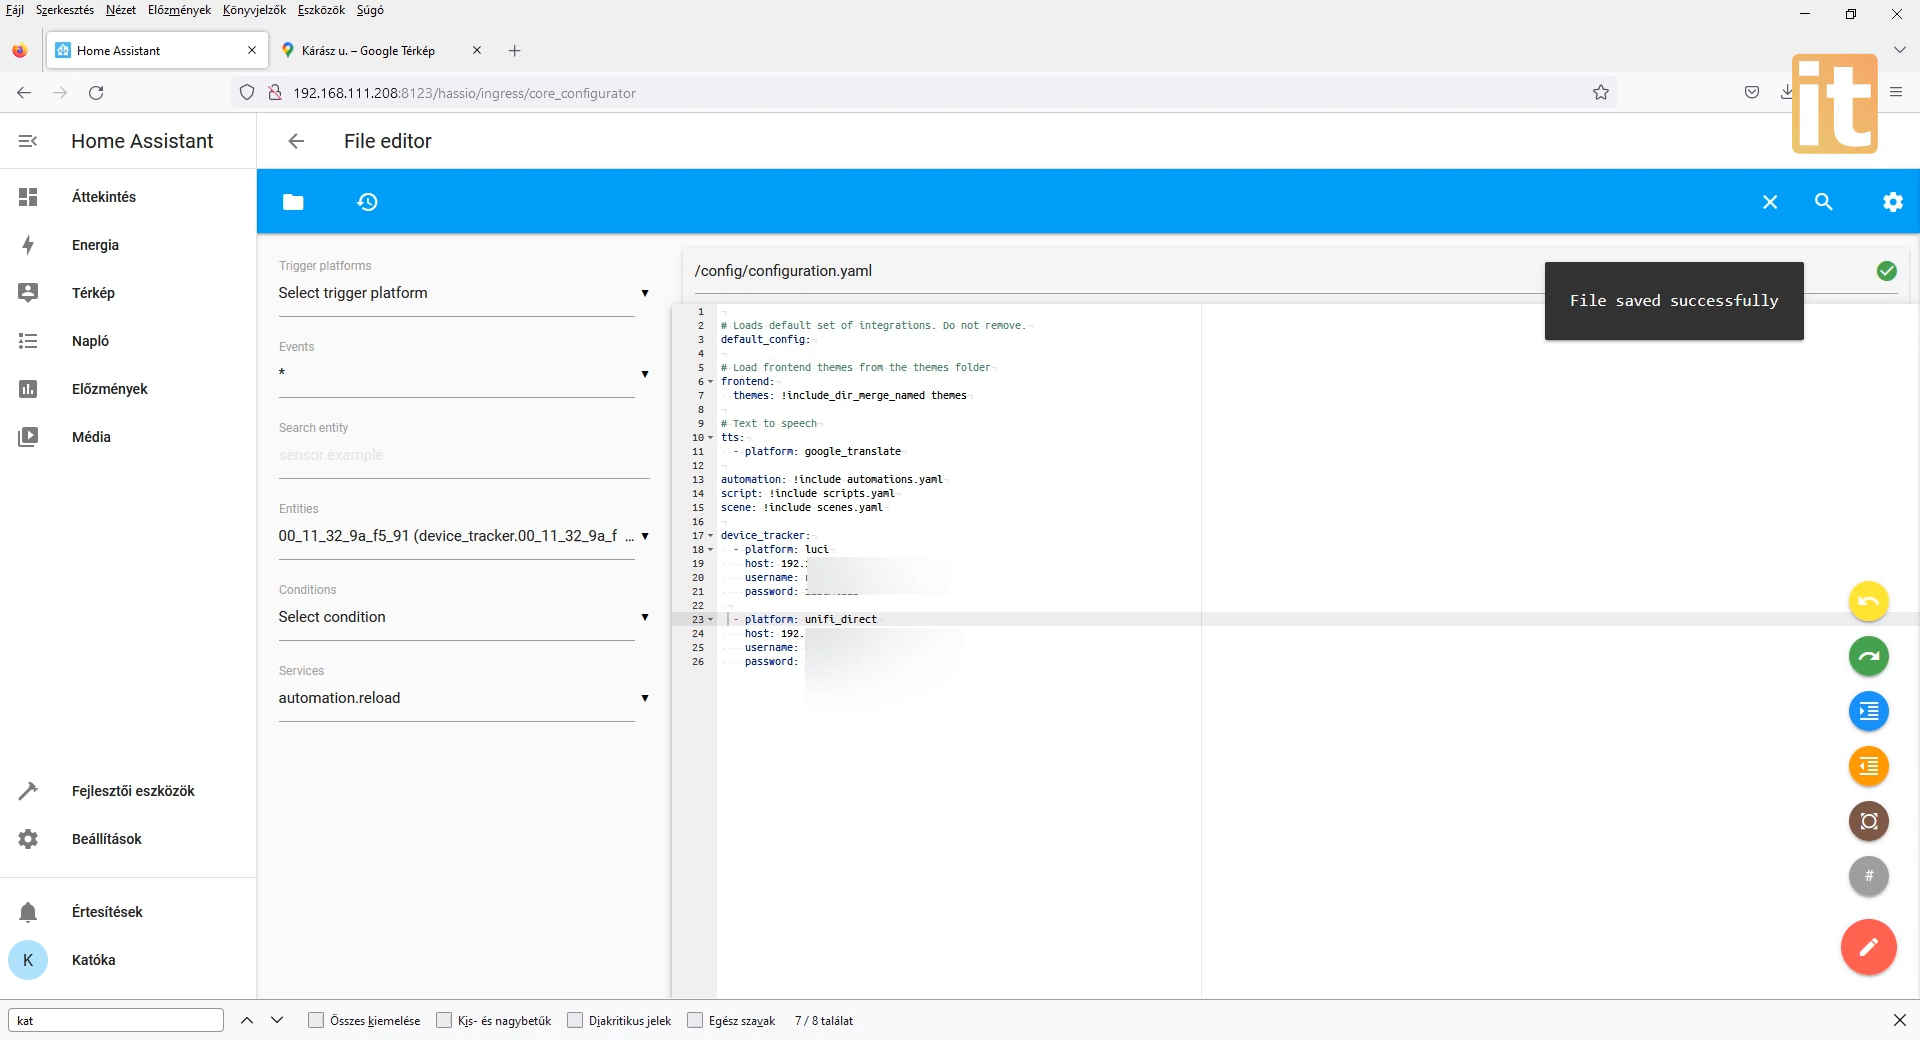 Fájl Szerkesztés Nézet Előzmények Könyvjelzők Eszközök Súgó
Home Assistant
Kárász u. – Google Térkép
192.168.111.208:8123/hassio/ingress/core_configurator
it
Home Assistant
File editor
Áttekintés
Energia
Térkép
Napló
Előzmények
Média
Fejlesztői eszközök
Beállítások
Értesítések
K Katóka
Trigger platforms
Select trigger platform
Events
*
Search entity
sensor.example
Entities
00_11_32_9a_f5_91 (device_tracker.00_11_32_9a_f ...
Conditions
Select condition
Services
automation.reload
/config/configuration.yaml
File saved successfully
1
2 # Loads default set of integrations. Do not remove.
3 default_config:
4
5 # Load frontend themes from the themes folder
6 frontend:
7 themes: !include_dir_merge_named themes
8
9 # Text to speech
10 tts:
11 - platform: google_translate
12
13 automation: !include automations.yaml
14 script: !include scripts.yaml
15 scene: !include scenes.yaml
16
17 device_tracker:
18 - platform: luci
19 host: 192.
20 username:
21 password:
22
23 - platform: unifi_direct
24 host: 192.
25 username:
26 password:
#
kat
Összes kiemelése
Kis- és nagybetűk
Diakritikus jelek
Egész szavak
7 / 8 találat